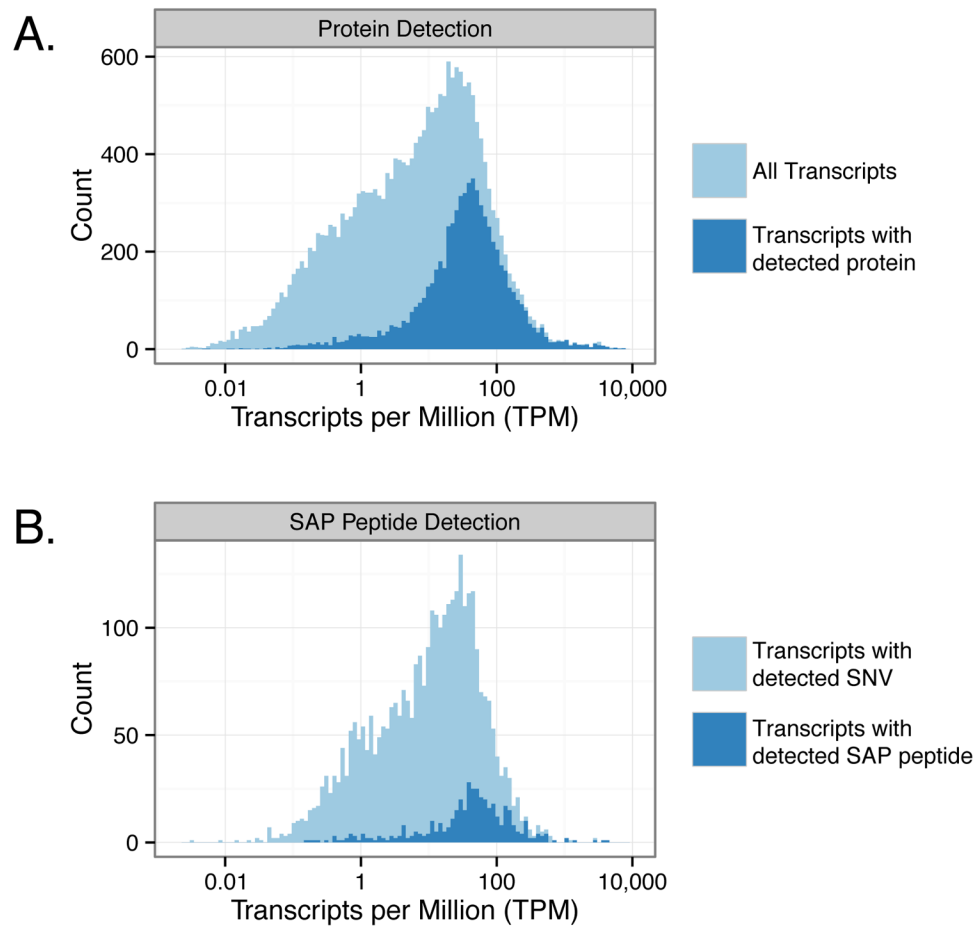 A.
Protein Detection
600
400
200
0
Count
0.01 1 100 10,000
Transcripts per Million (TPM)
All Transcripts
Transcripts with
detected protein
B.
SAP Peptide Detection
100
50
0
Count
0.01 1 100 10,000
Transcripts per Million (TPM)
Transcripts with
detected SNV
Transcripts with
detected SAP peptide